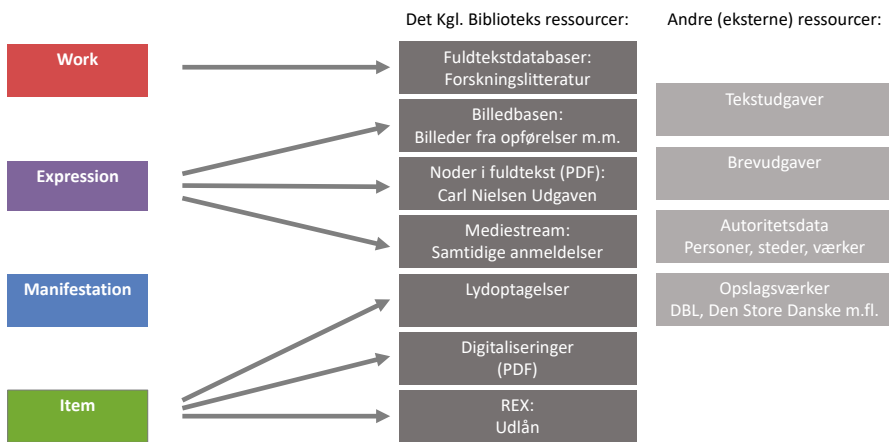 Det Kgl. Biblioteks ressourcer:
Andre (eksterne) ressourcer:
Work
Expression
Manifestation
Item
Fuldtekstdatabaser:
Forskningslitteratur
Billedbasen:
Billeder fra opførelser m.m.
Noder i fuldtekst (PDF):
Carl Nielsen Udgaven
Mediestream:
Samtidige anmeldelser
Lydoptagelser
Digitaliseringer
(PDF)
REX:
Udlån
Tekstudgaver
Brevudgaver
Autoritetsdata
Personer, steder, værker
Opslagsværker
DBL, Den Store Danske m.fl.